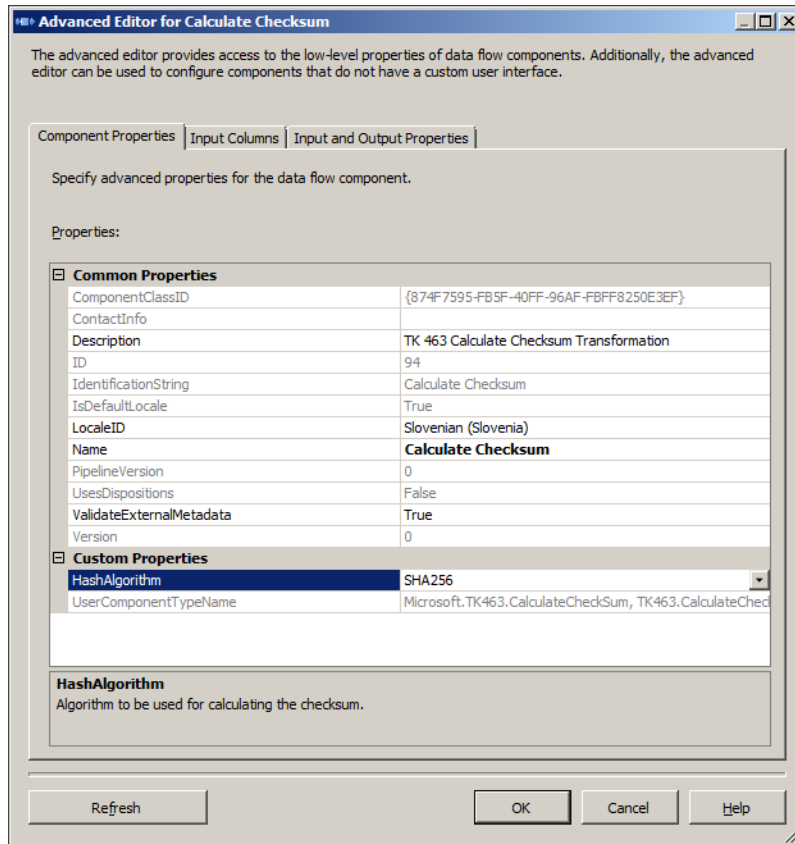 Advanced Editor for Calculate Checksum
The advanced editor provides access to the low-level properties of data flow components. Additionally, the advanced
editor can be used to configure components that do not have a custom user interface.
Component Properties Input Columns Input and Output Properties
Specify advanced properties for the data flow component.
Properties:
Common Properties
ComponentClassID {874F7595-FB5F-40FF-96AF-FBFF8250E3EF}
ContactInfo
Description TK 463 Calculate Checksum Transformation
ID 94
IdentificationString Calculate Checksum
IsDefaultLocale True
LocaleID Slovenian (Slovenia)
Name Calculate Checksum
PipelineVersion 0
UsesDispositions False
ValidateExternalMetadata True
Version 0
Custom Properties
HashAlgorithm SHA256
UserComponentTypeName Microsoft.TK463.CalculateCheckSum, TK463.CalculateChec
HashAlgorithm
Algorithm to be used for calculating the checksum.
Refresh OK Cancel Help